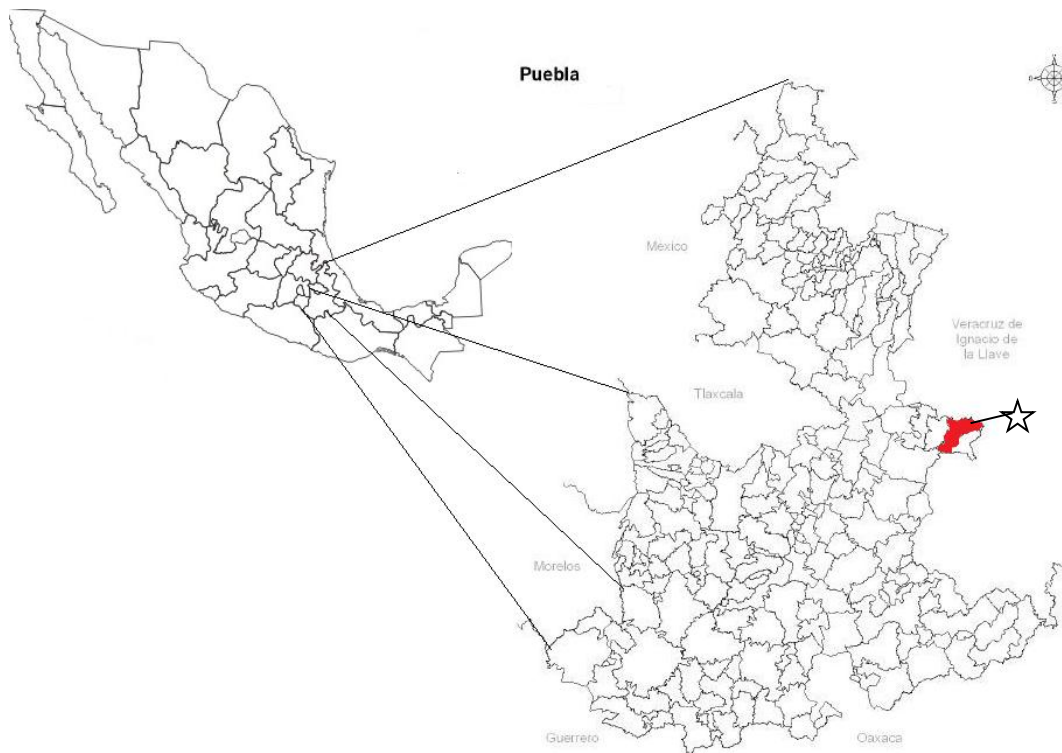 Puebla
México
Veracruz de
Ignacio de
la Llave
Tlaxcala
Morelos
Guerrero
Oaxaca